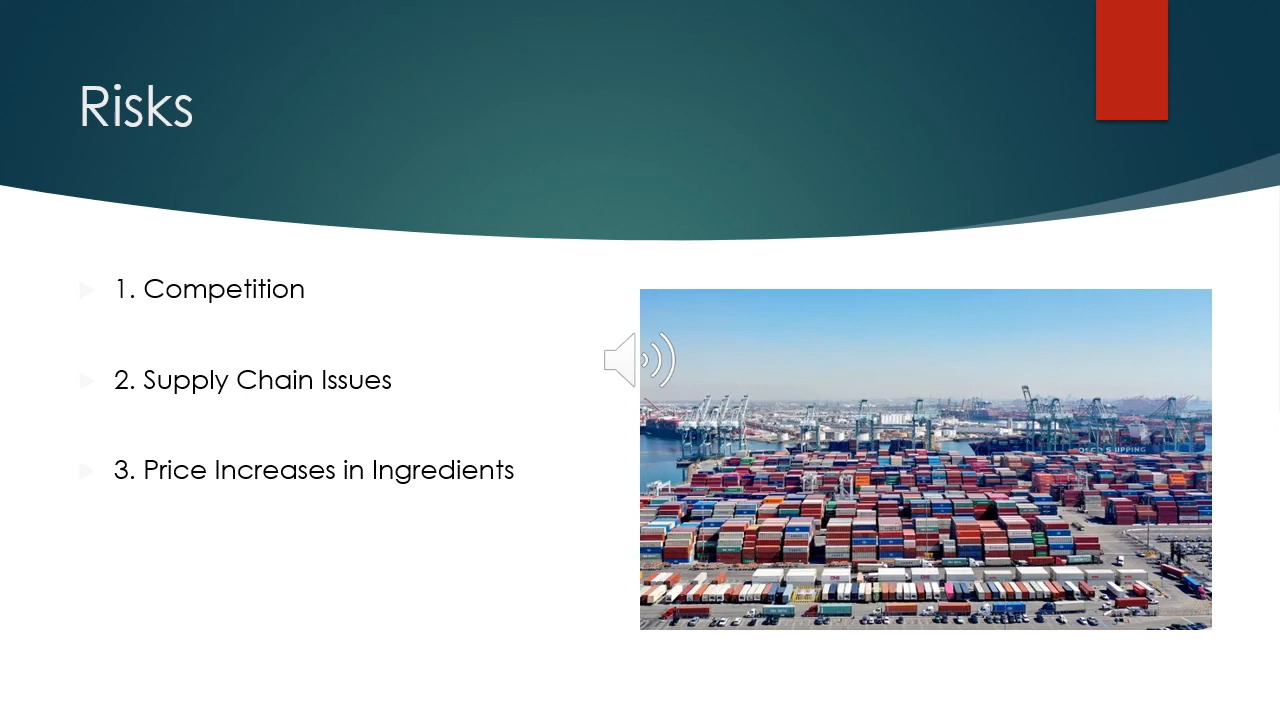 Risks
1. Competition
2. Supply Chain Issues
3. Price Increases in Ingredients